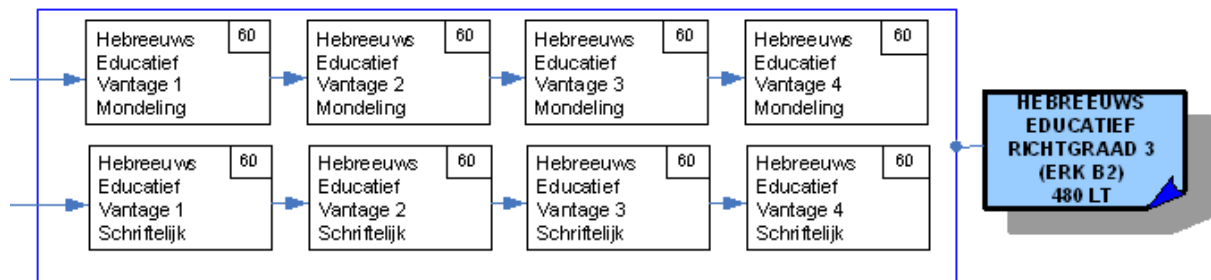 Hebreeuws 60
Educatief
Vantage 1
Mondeling
Hebreeuws 60
Educatief
Vantage 2
Mondeling
Hebreeuws 60
Educatief
Vantage 3
Mondeling
Hebreeuws 60
Educatief
Vantage 4
Mondeling
Hebreeuws 60
Educatief
Vantage 1
Schriftelijk
Hebreeuws 60
Educatief
Vantage 2
Schriftelijk
Hebreeuws 60
Educatief
Vantage 3
Schriftelijk
Hebreeuws 60
Educatief
Vantage 4
Schriftelijk
HEBREEUWS
EDUCATIEF
RICHTGRAAD 3
(ERK B2)
480 LT